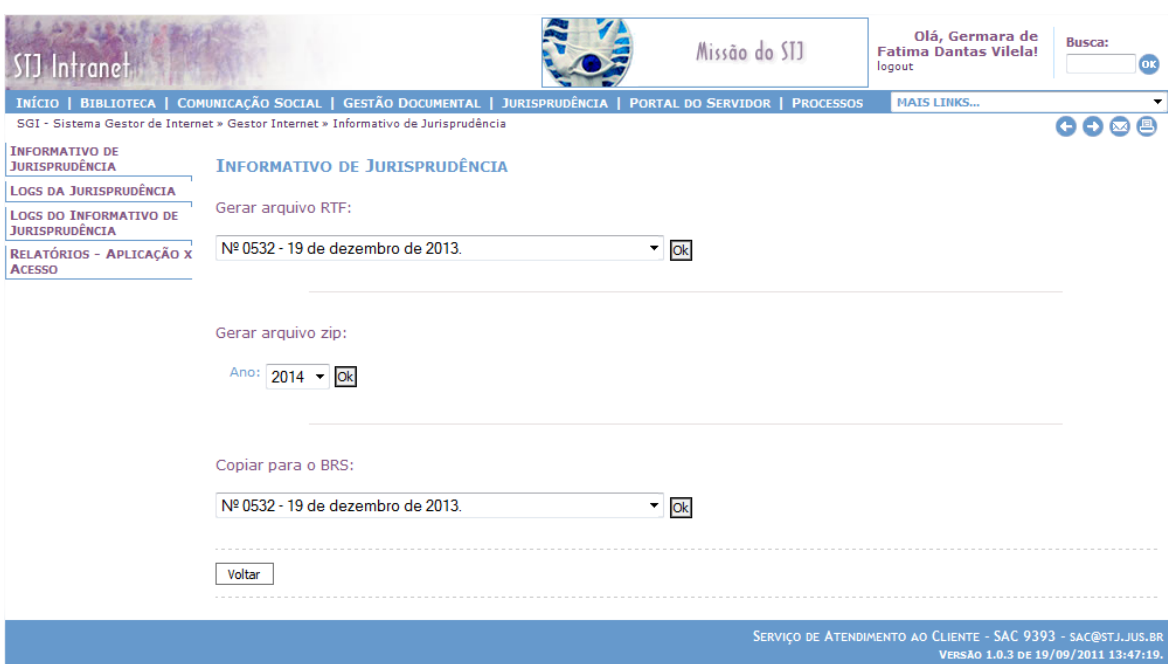 STJ Intranet
Missão do STJ
Olá, Germara de
Fatima Dantas Vilela!
logout
Busca:
OK
INÍCIO | BIBLIOTECA | COMUNICAÇÃO SOCIAL | GESTÃO DOCUMENTAL | JURISPRUDÊNCIA | PORTAL DO SERVIDOR | PROCESSOS
MAIS LINKS...
SGI - Sistema Gestor de Internet » Gestor Internet » Informativo de Jurisprudência
INFORMATIVO DE
JURISPRUDÊNCIA
LOGS DA JURISPRUDÊNCIA
LOGS DO INFORMATIVO DE
JURISPRUDÊNCIA
RELATÓRIOS - APLICAÇÃO X
ACESSO
INFORMATIVO DE JURISPRUDÊNCIA
Gerar arquivo RTF:
Nº 0532 - 19 de dezembro de 2013. Ok
Gerar arquivo zip:
Ano: 2014 Ok
Copiar para o BRS:
Nº 0532 - 19 de dezembro de 2013. Ok
Voltar
SERVIÇO DE ATENDIMENTO AO CLIENTE - SAC 9393 - SAC@STJ.JUS.BR
VERSÃO 1.0.3 DE 19/09/2011 13:47:19.